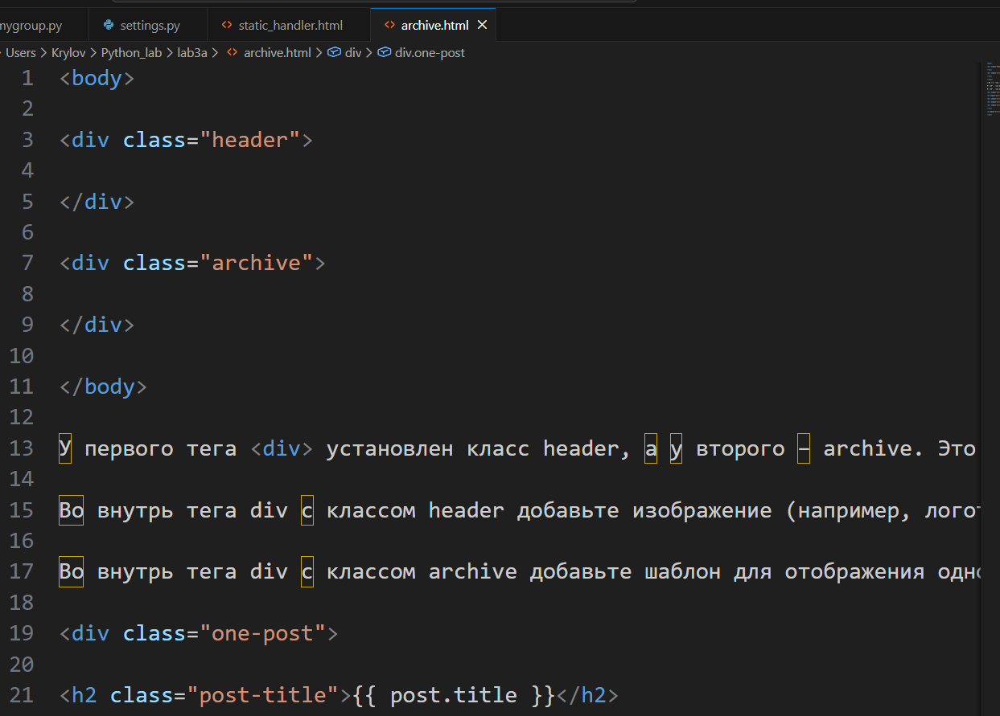 mygroup.py settings.py static_handler.html archive.html
Users > Krylov > Python_lab > lab3a > archive.html > div > div.one-post
1 <body>
2
3 <div class="header">
4
5 </div>
6
7 <div class="archive">
8
9 </div>
10
11 </body>
12
13 У первого тега <div> установлен класс header, а у второго – archive. Это
14
15 Во внутрь тега div с классом header добавьте изображение (например, логот
16
17 Во внутрь тега div с классом archive добавьте шаблон для отображения одно
18
19 <div class="one-post">
20
21 <h2 class="post-title">{{ post.title }}</h2>